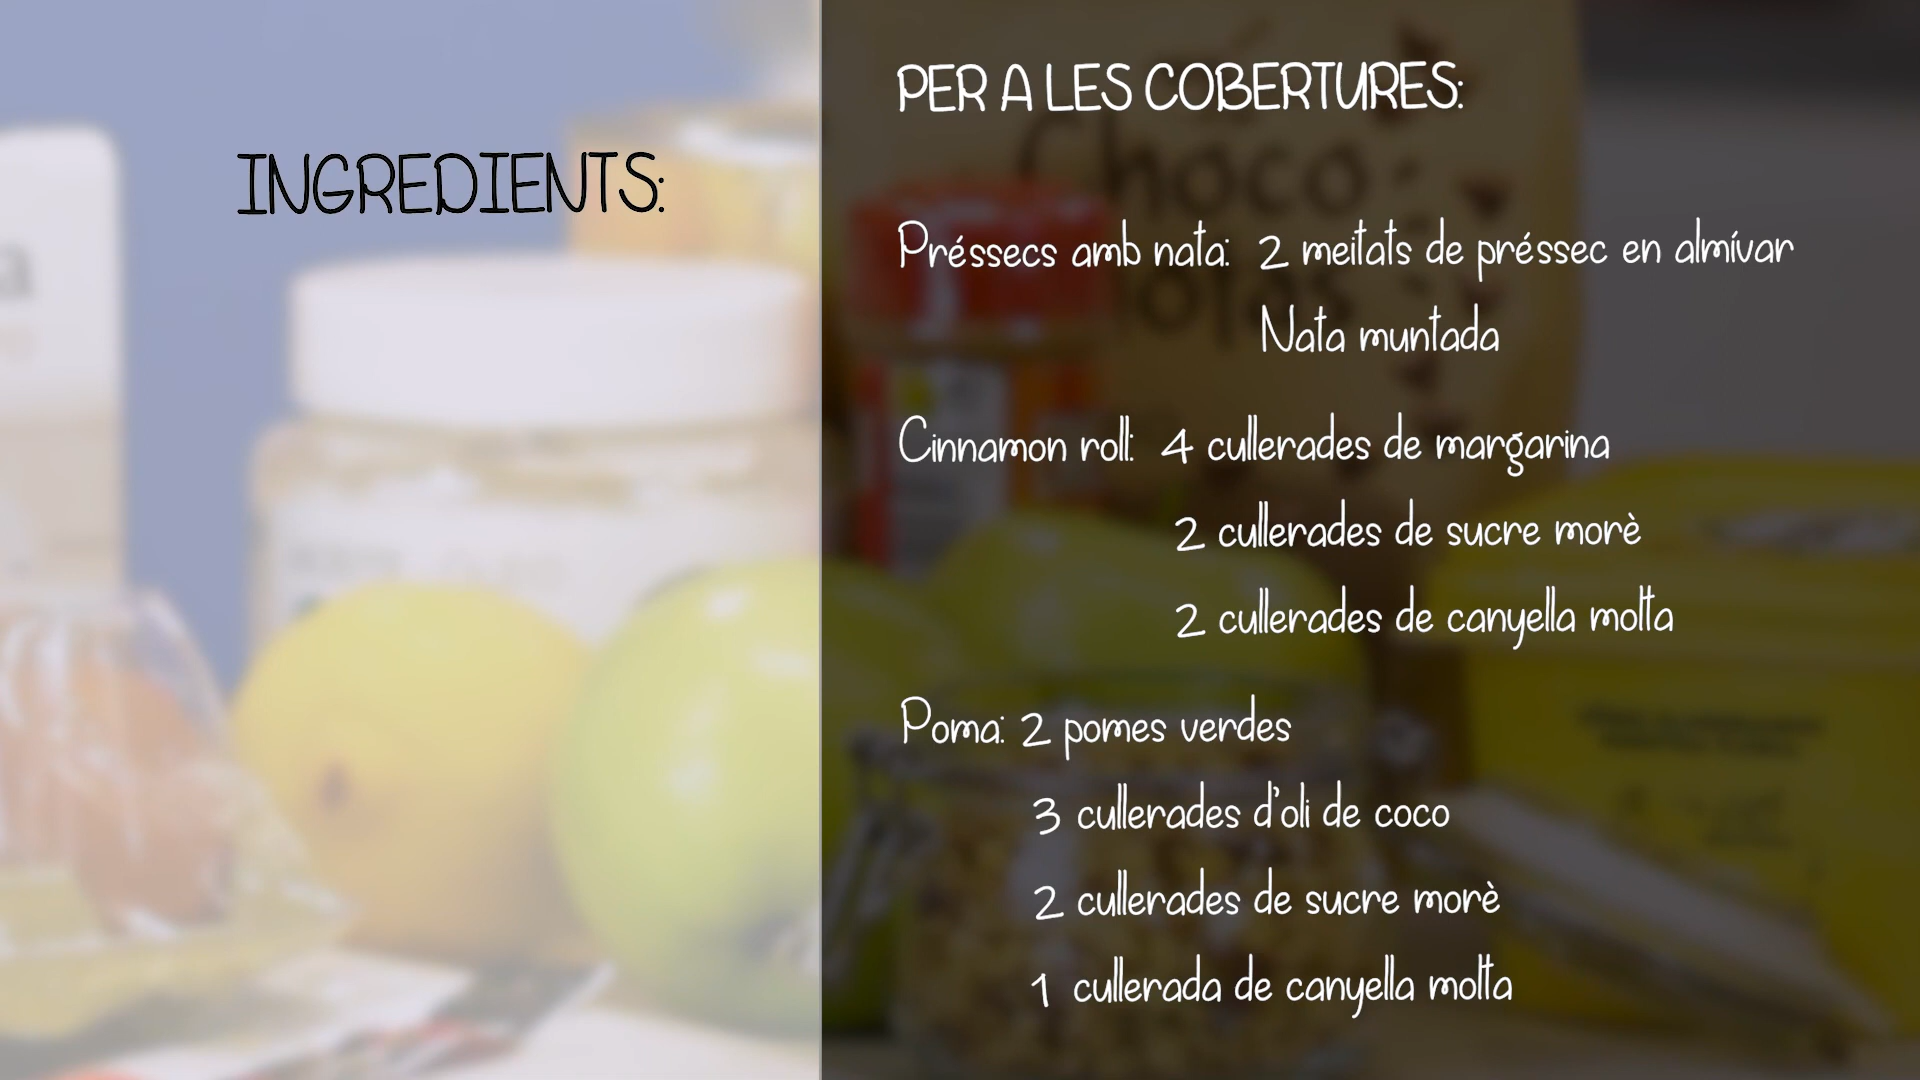 INGREDIENTS:
PER A LES COBERTURES:
Préssecs amb nata: 2 meitats de préssec en almívar
Nata muntada
Cinnamon roll: 4 cullerades de margarina
2 cullerades de sucre morè
2 cullerades de canyella molta
Poma: 2 pomes verdes
3 cullerades d'oli de coco
2 cullerades de sucre morè
1 cullerada de canyella molta
Choco